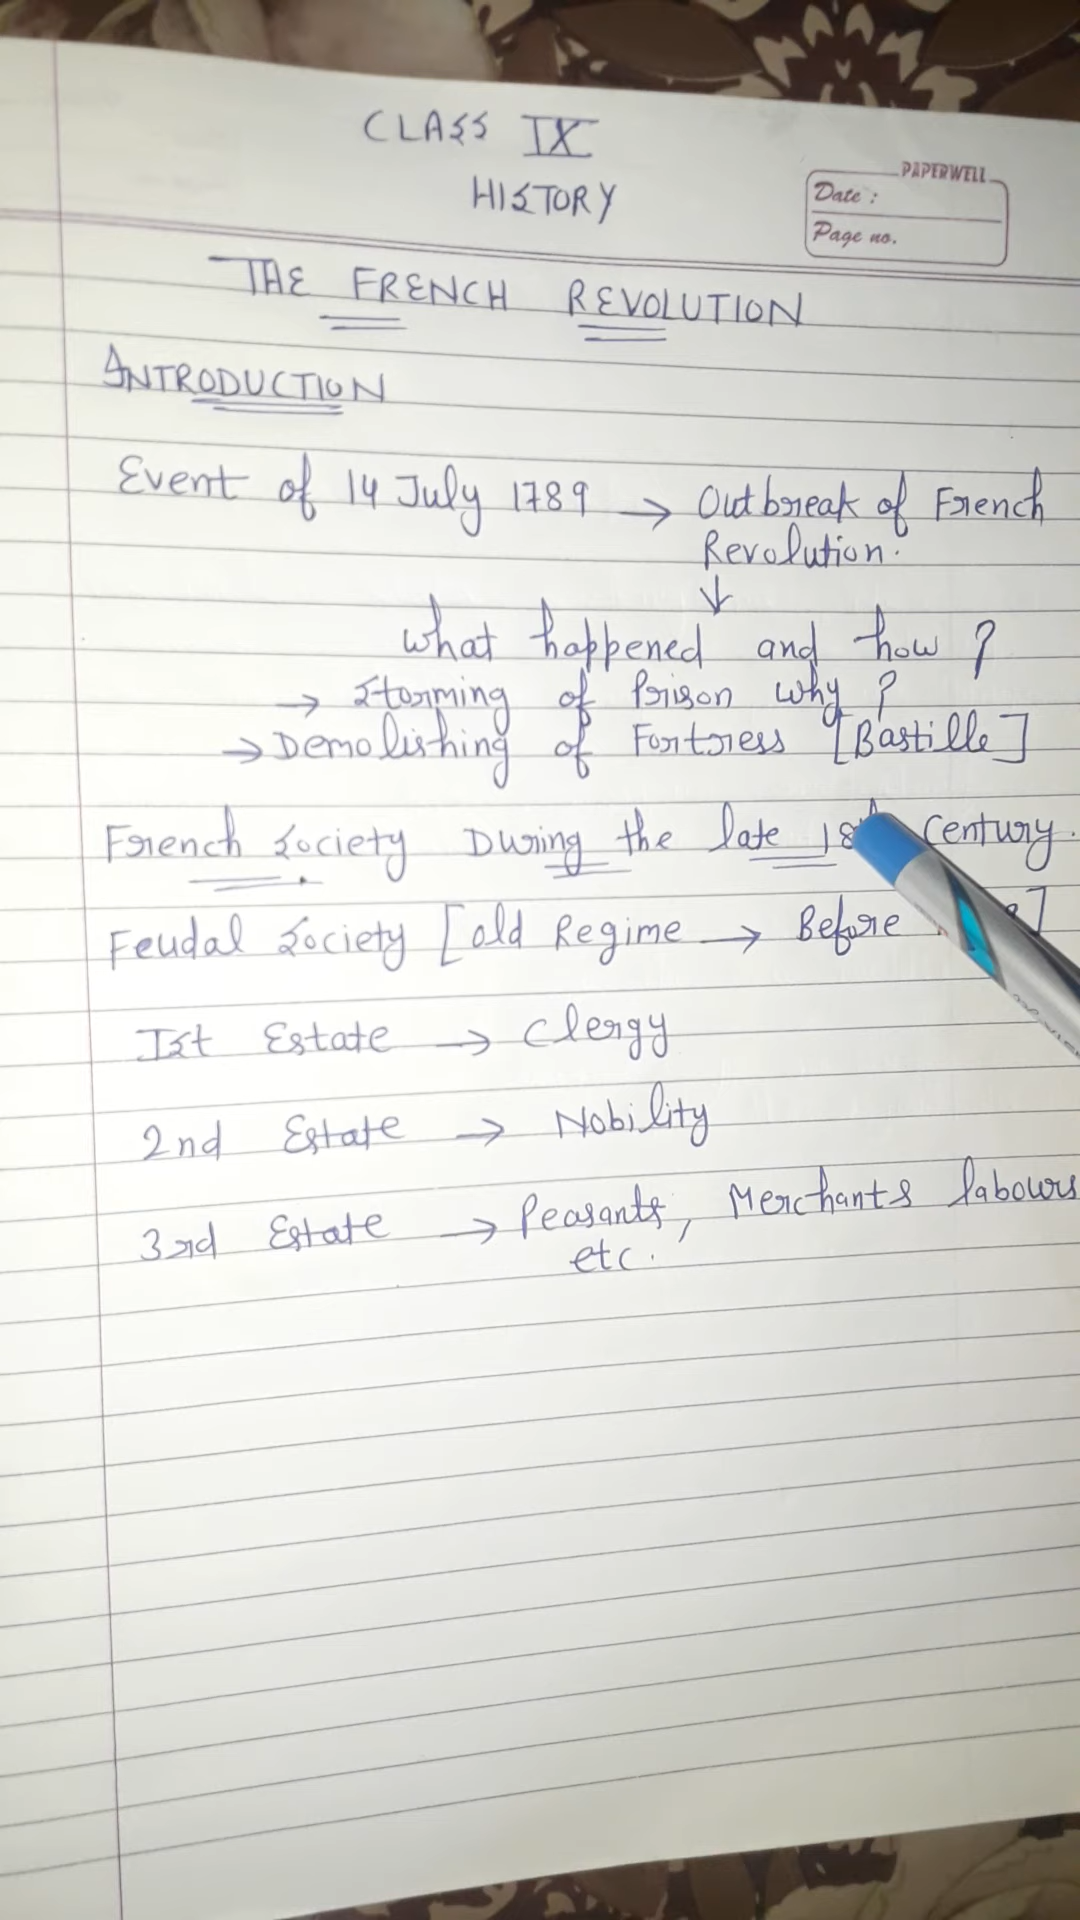 CLASS IX
HISTORY
PAPERWELL
Date :
Page no.
THE FRENCH REVOLUTION
INTRODUCTION
Event of 14 July 1789 → Outbreak of French
Revolution.
↓
what happened and how ?
→ Storming of Prison why ?
→ Demolishing of Fortress [Bastille]
French Society During the late 18th Century.
Feudal Society [old Regime → Before ]
Ist Estate → Clergy
2nd Estate → Nobility
3rd Estate → Peasants, Merchants labours
etc.